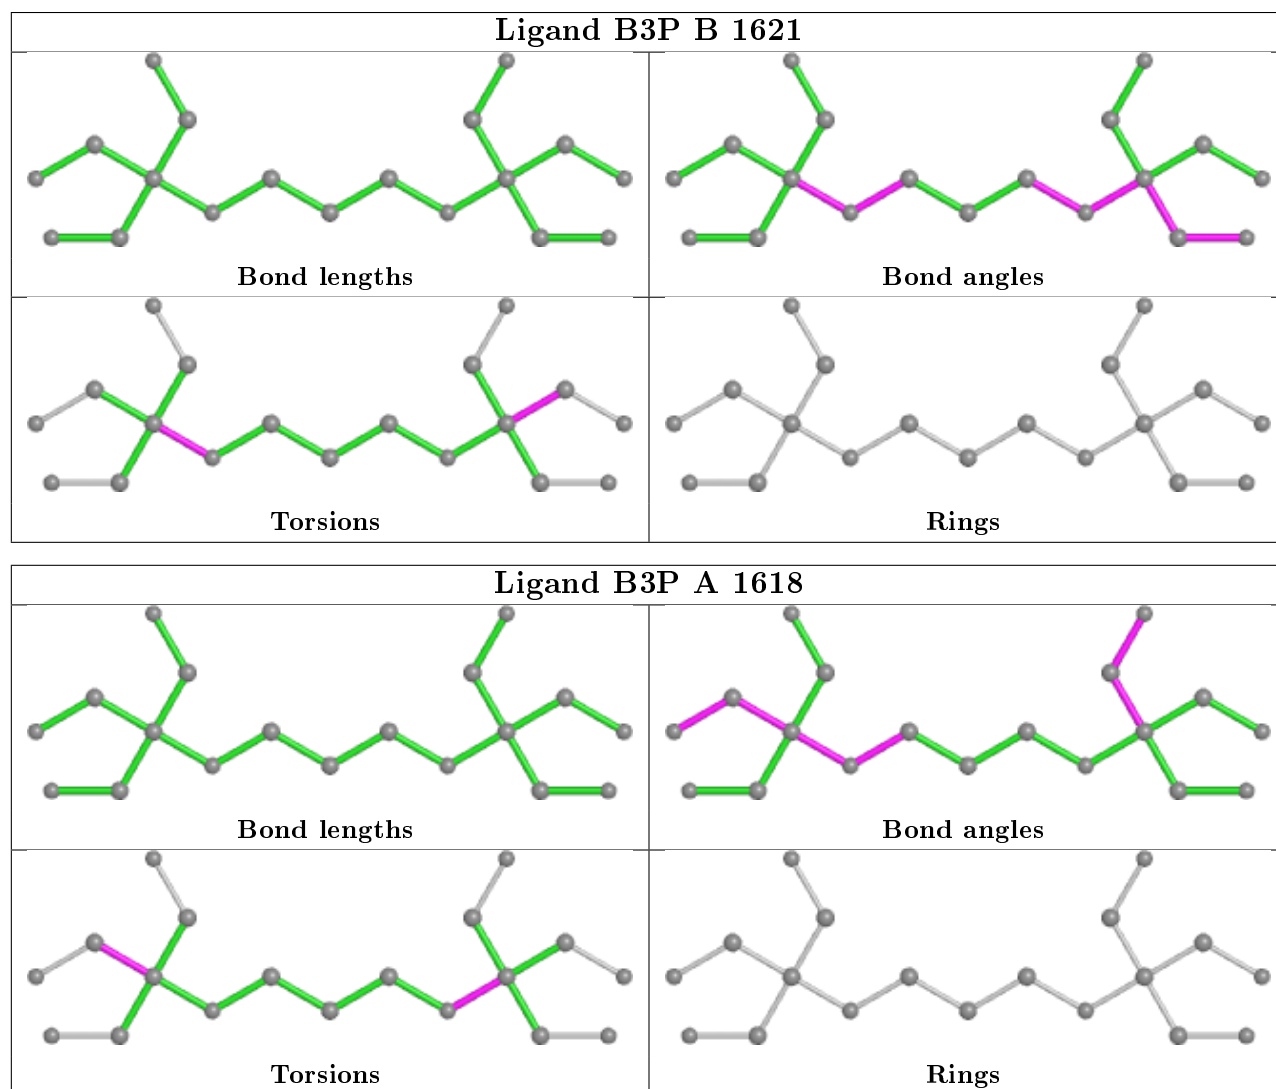 Ligand B3P B 1621
Bond lengths
Bond angles
Torsions
Rings
Ligand B3P A 1618
Bond lengths
Bond angles
Torsions
Rings